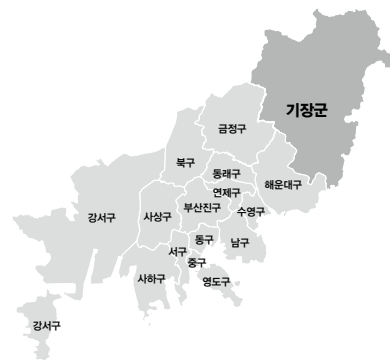 기장군
금정구
북구
동래구
해운대구
연제구
부산진구
수영구
강서구
사상구
동구
남구
서구
중구
사하구
영도구
강서구